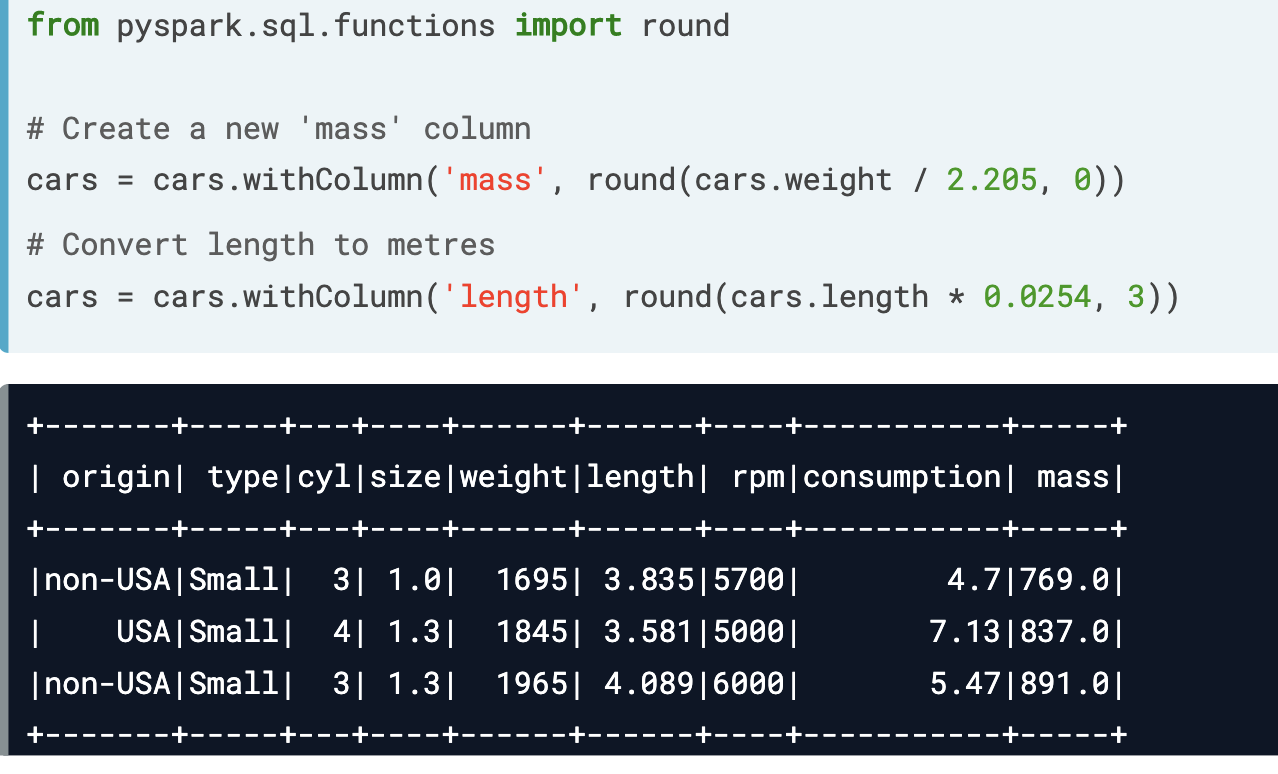 from pyspark.sql.functions import round
# Create a new 'mass' column
cars = cars.withColumn('mass', round(cars.weight / 2.205, 0))
# Convert length to metres
cars = cars.withColumn('length', round(cars.length * 0.0254, 3))
+-------+-----+---+----+------+------+----+-----------+-----+
| origin| type|cyl|size|weight|length| rpm|consumption| mass|
+-------+-----+---+----+------+------+----+-----------+-----+
|non-USA|Small|  3| 1.0|  1695| 3.835|5700|        4.7|769.0|
|    USA|Small|  4| 1.3|  1845| 3.581|5000|       7.13|837.0|
|non-USA|Small|  3| 1.3|  1965| 4.089|6000|       5.47|891.0|
+-------+-----+---+----+------+------+----+-----------+-----+